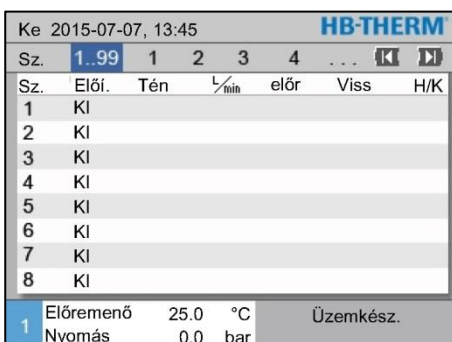 Ke 2015-07-07, 13:45 HB-THERM®
Sz. 1..99 1 2 3 4 ...
Sz. Előí. Tén L/min előr Viss H/K
1 KI
2 KI
3 KI
4 KI
5 KI
6 KI
7 KI
8 KI
1 Előremenő 25.0 °C Üzemkész.
Nyomás 0.0 bar